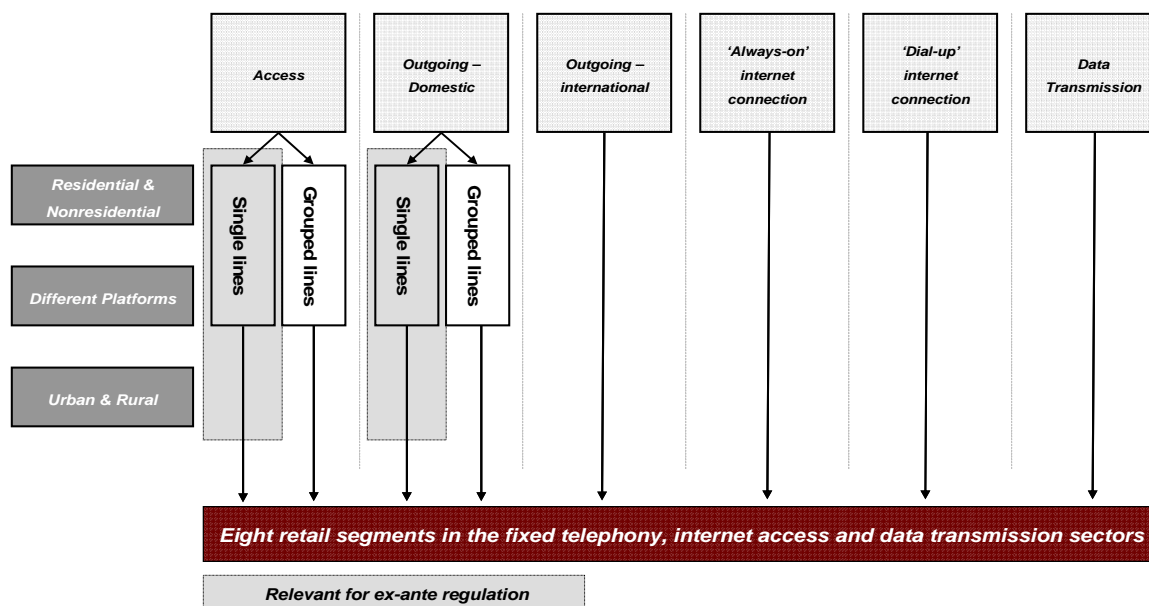 Access
Outgoing –
Domestic
Outgoing –
international
'Always-on'
internet
connection
'Dial-up'
internet
connection
Data
Transmission
Residential &
Nonresidential
Different Platforms
Urban & Rural
Single lines
Grouped lines
Single lines
Grouped lines
Eight retail segments in the fixed telephony, internet access and data transmission sectors
Relevant for ex-ante regulation